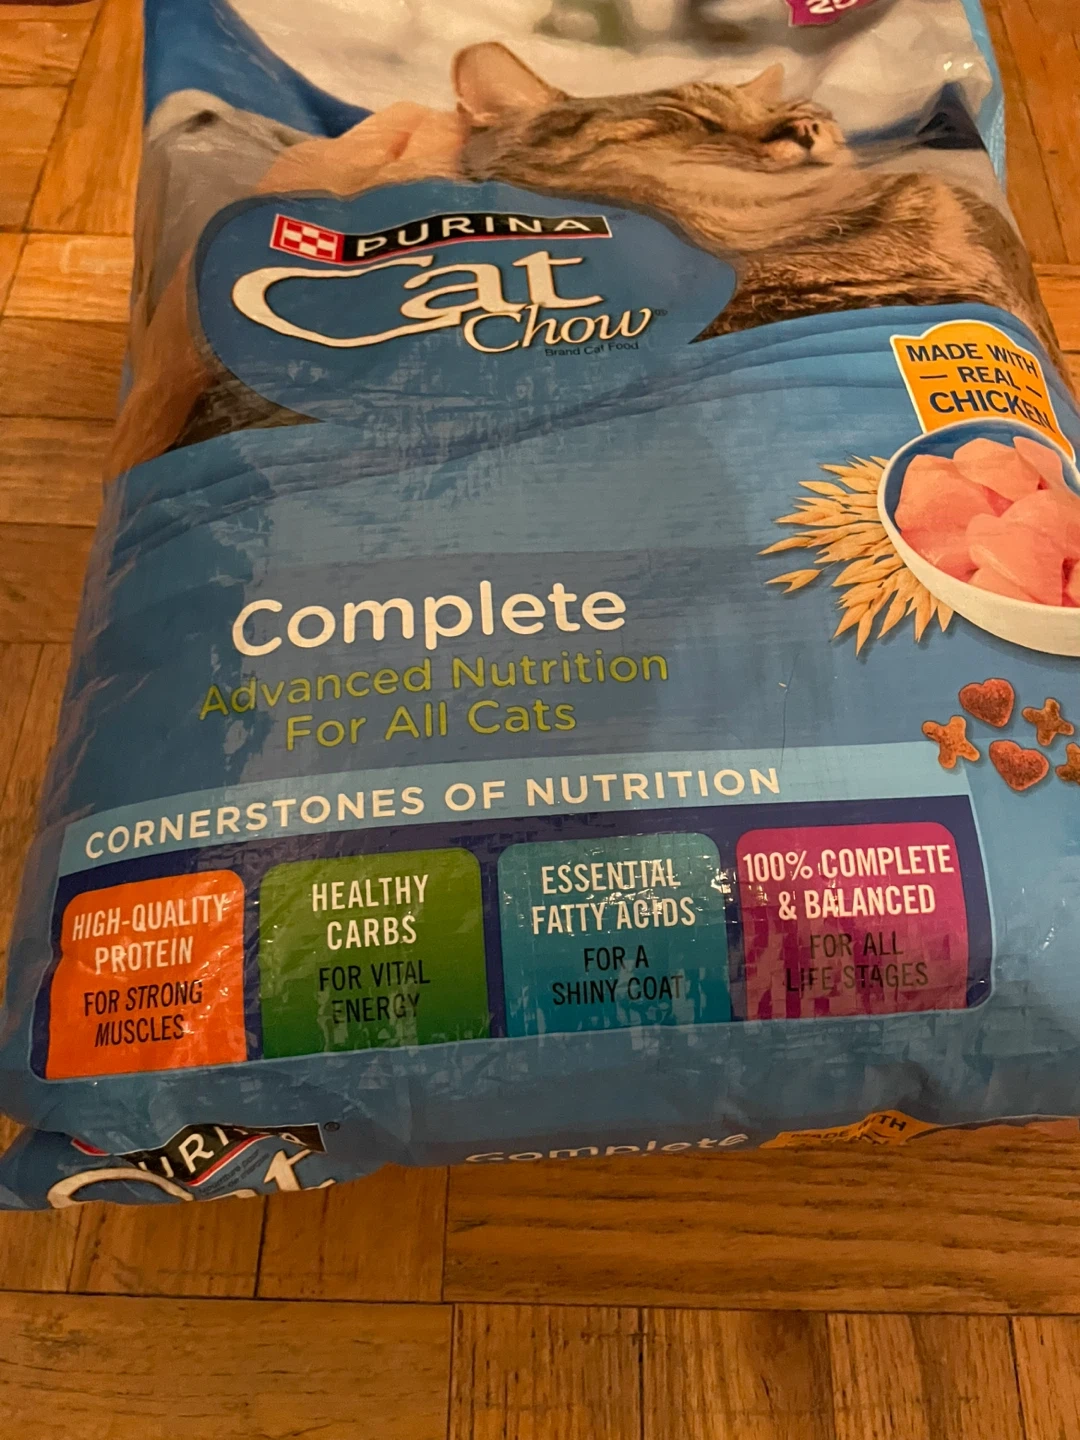 PURINA
Cat
Chow®
Brand Cat Food
MADE WITH
REAL
CHICKEN
Complete
Advanced Nutrition
For All Cats
CORNERSTONES OF NUTRITION
HIGH-QUALITY
PROTEIN
FOR STRONG
MUSCLES
HEALTHY
CARBS
FOR VITAL
ENERGY
ESSENTIAL
FATTY ACIDS
FOR A
SHINY COAT
100% COMPLETE
& BALANCED
FOR ALL
LIFE STAGES
Complete